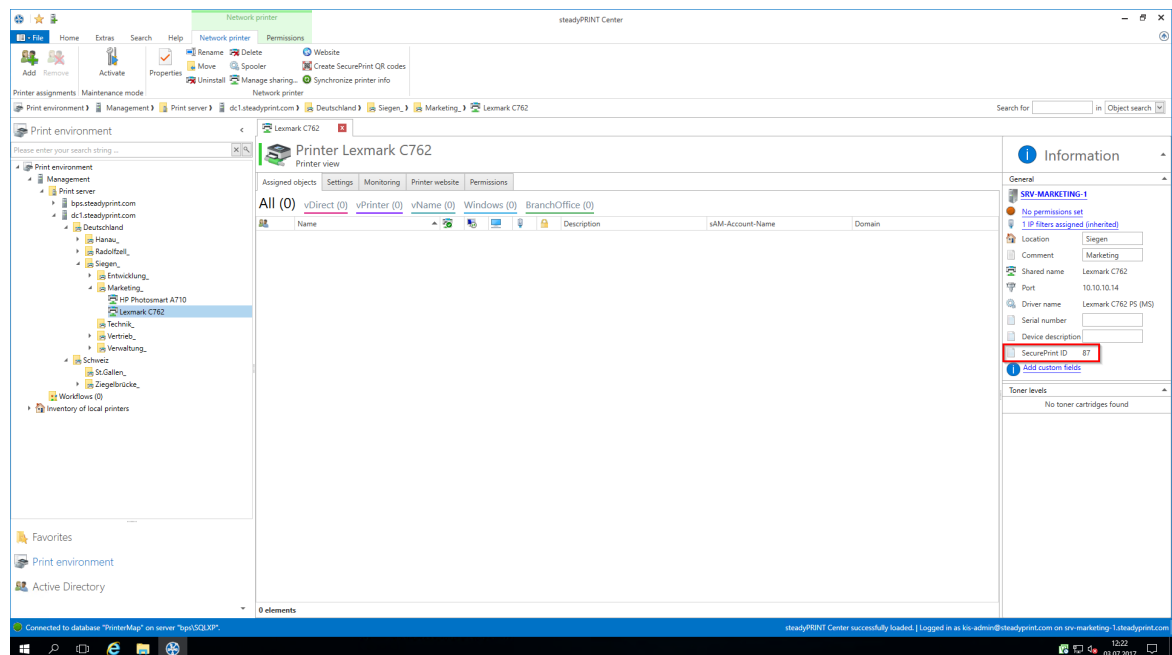 Network printer
steadyPRINT Center
File Home Extras Search Help Network printer Permissions
Add Remove Activate Properties Rename Delete Website
Move Spooler Create SecurePrint QR codes
Uninstall Manage sharing... Synchronize printer info
Printer assignments Maintenance mode Network printer
Print environment Management Print server dc1.steadyprint.com Deutschland Siegen_ Marketing_ Lexmark C762 Search for in Object search
Print environment
Please enter your search string ...
Print environment
Management
Print server
bps.steadyprint.com
dc1.steadyprint.com
Deutschland
Hanau_
Radolfzell_
Siegen_
Entwicklung_
Marketing_
HP Photosmart A710
Lexmark C762
Technik_
Vertrieb_
Verwaltung_
Schweiz
St.Gallen_
Ziegelbrücke_
Workflows (0)
Inventory of local printers
Favorites
Print environment
Active Directory
Lexmark C762
Printer Lexmark C762
Printer view
Assigned objects Settings Monitoring Printer website Permissions
All (0) vDirect (0) vPrinter (0) vName (0) Windows (0) BranchOffice (0)
Name Description sAM-Account-Name Domain
0 elements
Information
General
SRV-MARKETING-1
No permissions set
1 IP filters assigned (inherited)
Location Siegen
Comment Marketing
Shared name Lexmark C762
Port 10.10.10.14
Driver name Lexmark C762 PS (MS)
Serial number
Device description
SecurePrint ID 87
Add custom fields
Toner levels
No toner cartridges found
Connected to database "PrinterMap" on server "bps\SQLXP". steadyPRINT Center successfully loaded. | Logged in as kis-admin@steadyprint.com on srv-marketing-1.steadyprint.com
12:22
03.07.2017